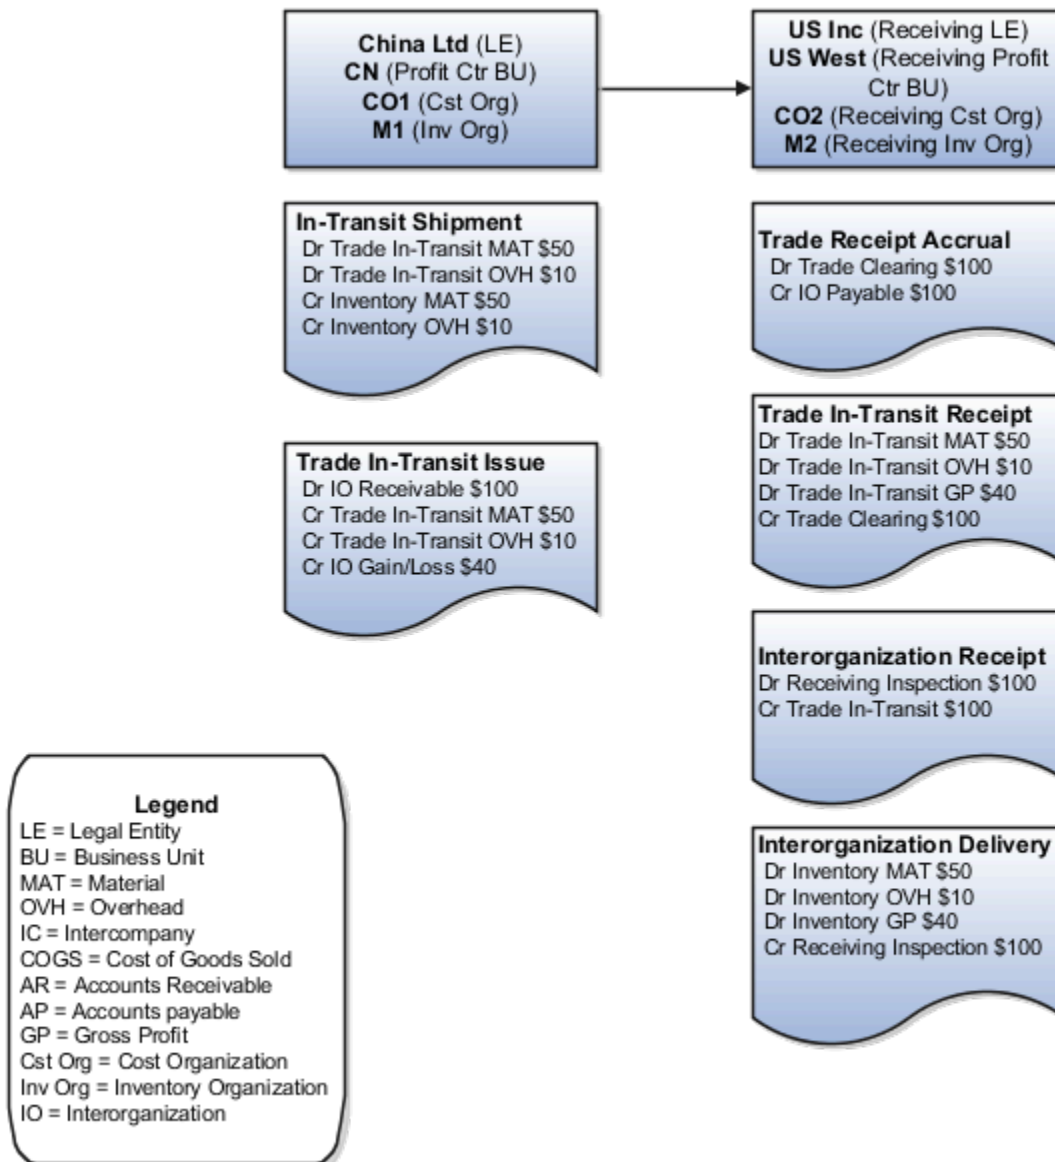 China Ltd (LE)
CN (Profit Ctr BU)
CO1 (Cst Org)
M1 (Inv Org)
US Inc (Receiving LE)
US West (Receiving Profit
Ctr BU)
CO2 (Receiving Cst Org)
M2 (Receiving Inv Org)
In-Transit Shipment
Dr Trade In-Transit MAT $50
Dr Trade In-Transit OVH $10
Cr Inventory MAT $50
Cr Inventory OVH $10
Trade In-Transit Issue
Dr IO Receivable $100
Cr Trade In-Transit MAT $50
Cr Trade In-Transit OVH $10
Cr IO Gain/Loss $40
Trade Receipt Accrual
Dr Trade Clearing $100
Cr IO Payable $100
Trade In-Transit Receipt
Dr Trade In-Transit MAT $50
Dr Trade In-Transit OVH $10
Dr Trade In-Transit GP $40
Cr Trade Clearing $100
Interorganization Receipt
Dr Receiving Inspection $100
Cr Trade In-Transit $100
Interorganization Delivery
Dr Inventory MAT $50
Dr Inventory OVH $10
Dr Inventory GP $40
Cr Receiving Inspection $100
Legend
LE = Legal Entity
BU = Business Unit
MAT = Material
OVH = Overhead
IC = Intercompany
COGS = Cost of Goods Sold
AR = Accounts Receivable
AP = Accounts payable
GP = Gross Profit
Cst Org = Cost Organization
Inv Org = Inventory Organization
IO = Interorganization